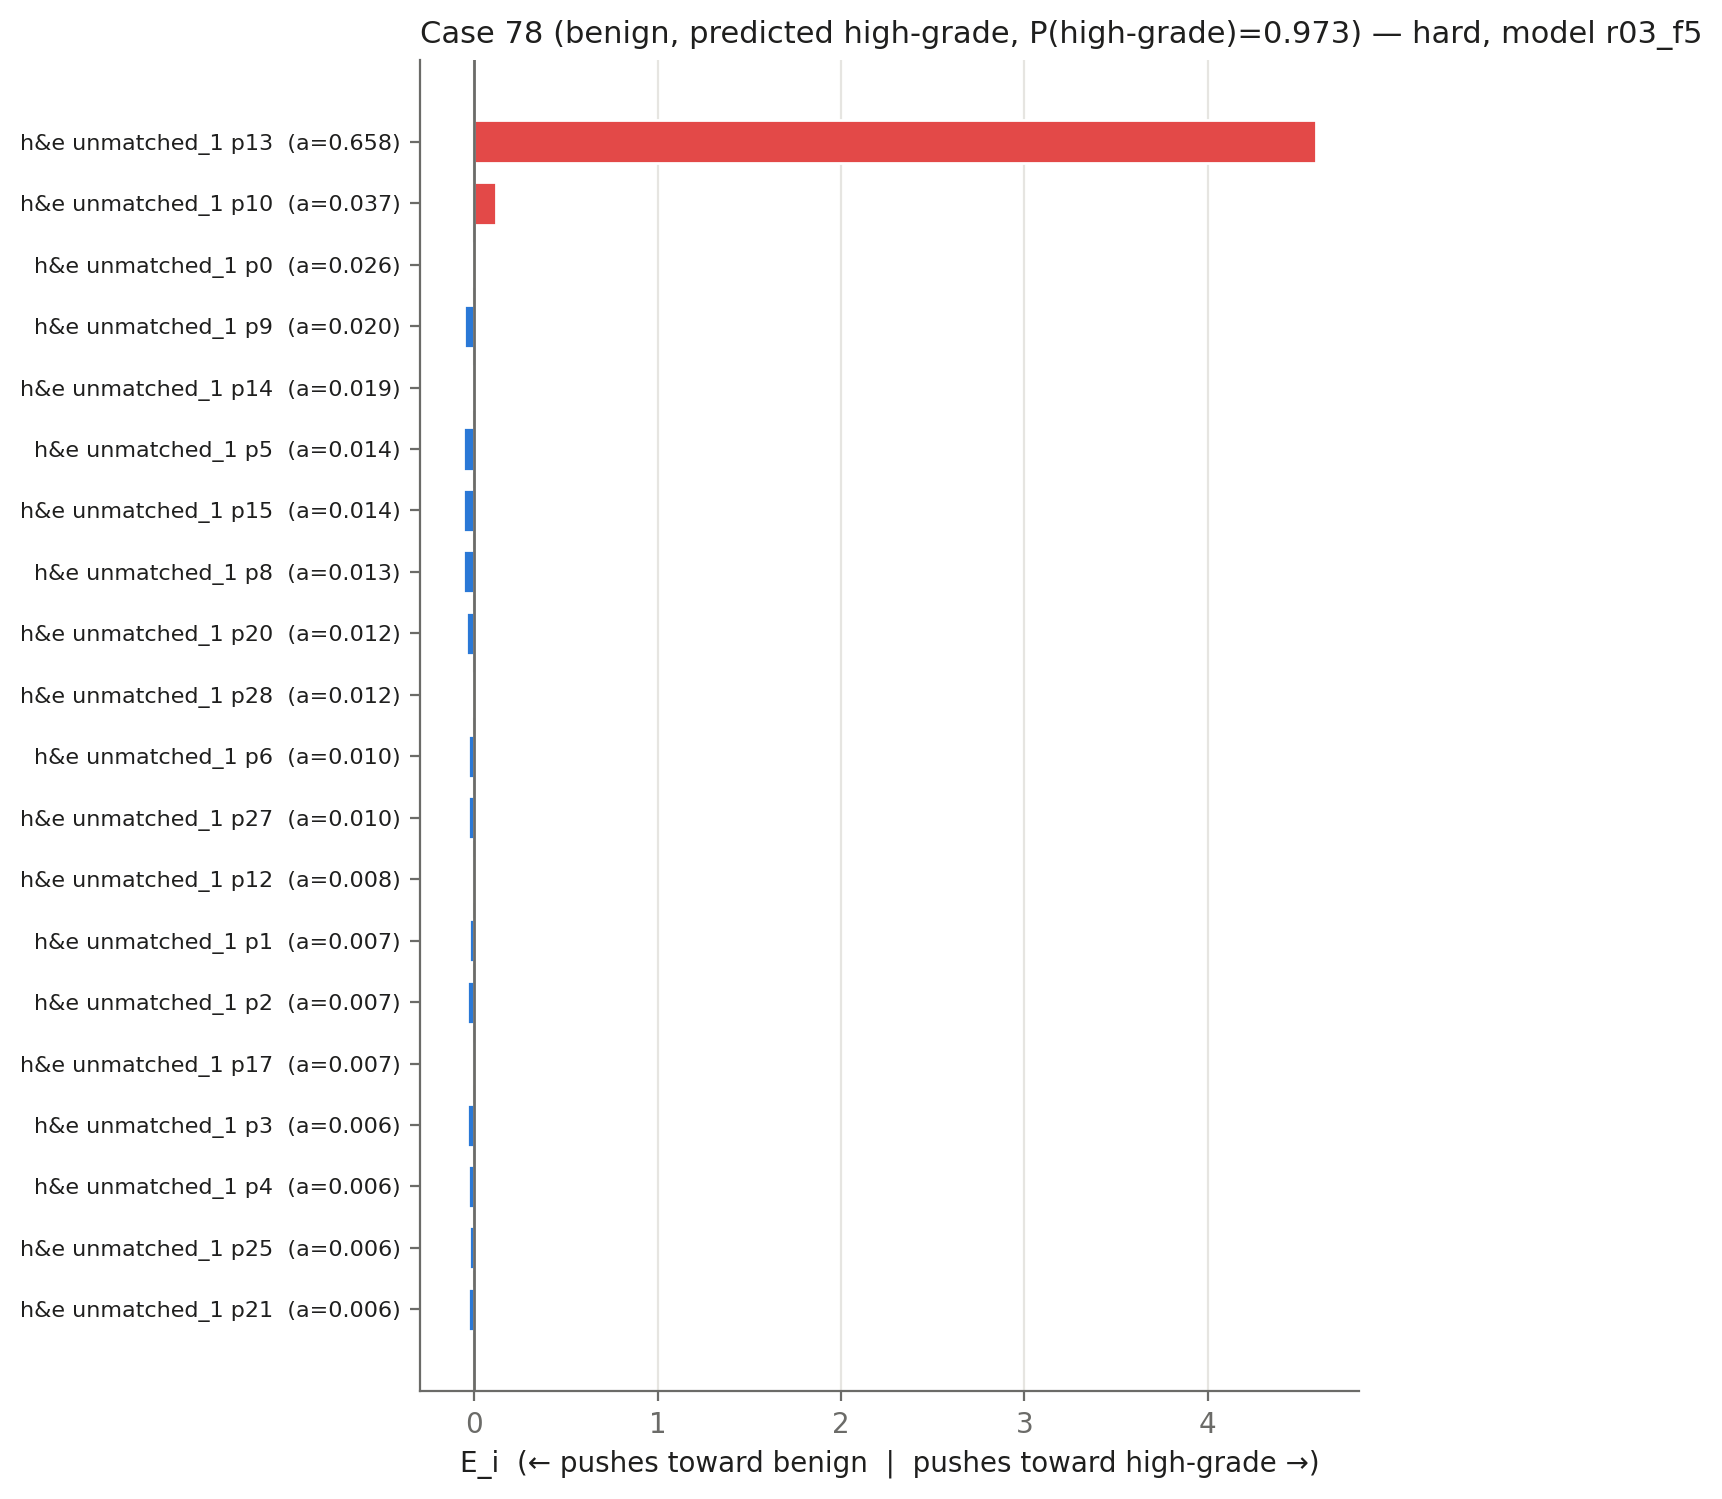 Case 78 (benign, predicted high-grade, P(high-grade)=0.973) — hard, model r03_f5
h&e unmatched_1 p13  (a=0.658)
h&e unmatched_1 p10  (a=0.037)
h&e unmatched_1 p0  (a=0.026)
h&e unmatched_1 p9  (a=0.020)
h&e unmatched_1 p14  (a=0.019)
h&e unmatched_1 p5  (a=0.014)
h&e unmatched_1 p15  (a=0.014)
h&e unmatched_1 p8  (a=0.013)
h&e unmatched_1 p20  (a=0.012)
h&e unmatched_1 p28  (a=0.012)
h&e unmatched_1 p6  (a=0.010)
h&e unmatched_1 p27  (a=0.010)
h&e unmatched_1 p12  (a=0.008)
h&e unmatched_1 p1  (a=0.007)
h&e unmatched_1 p2  (a=0.007)
h&e unmatched_1 p17  (a=0.007)
h&e unmatched_1 p3  (a=0.006)
h&e unmatched_1 p4  (a=0.006)
h&e unmatched_1 p25  (a=0.006)
h&e unmatched_1 p21  (a=0.006)
0 1 2 3 4
E_i  (← pushes toward benign  |  pushes toward high-grade →)